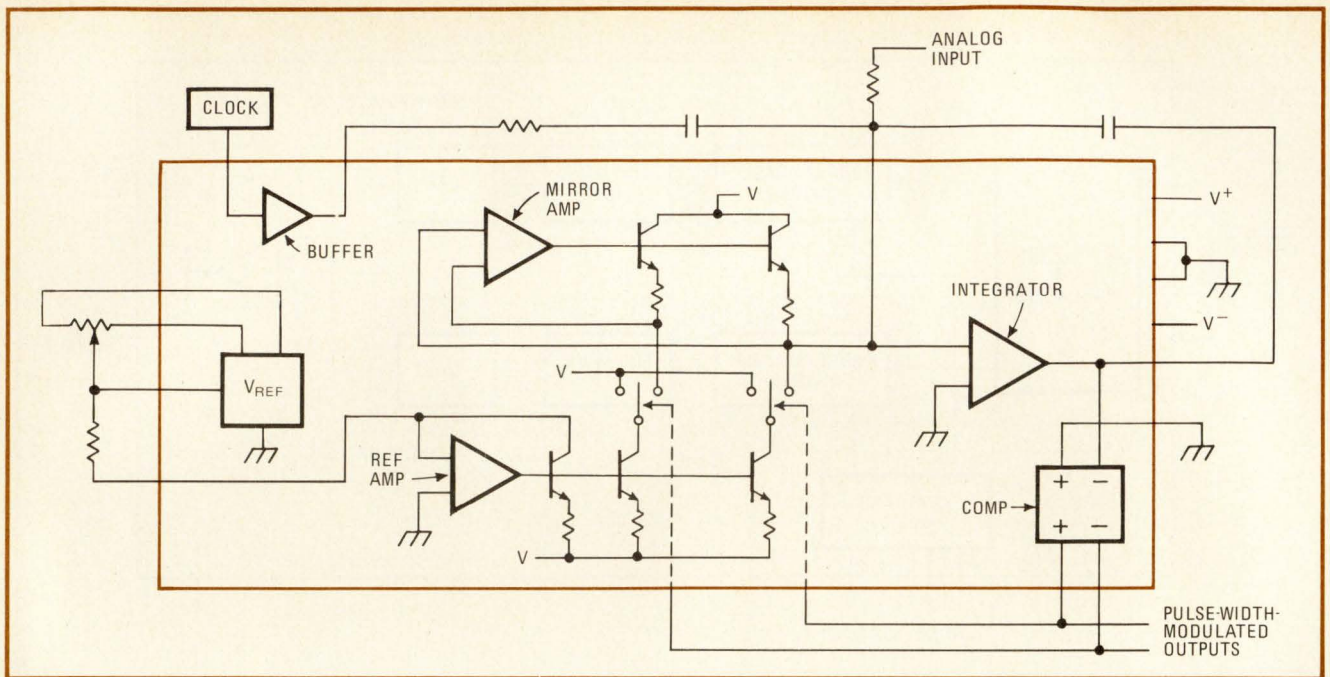 ANALOG
INPUT
CLOCK
MIRROR
AMP
V
V+
BUFFER
INTEGRATOR
V−
V
VREF
REF
AMP
COMP
+ −
+ −
V
PULSE-WIDTH-
MODULATED
OUTPUTS